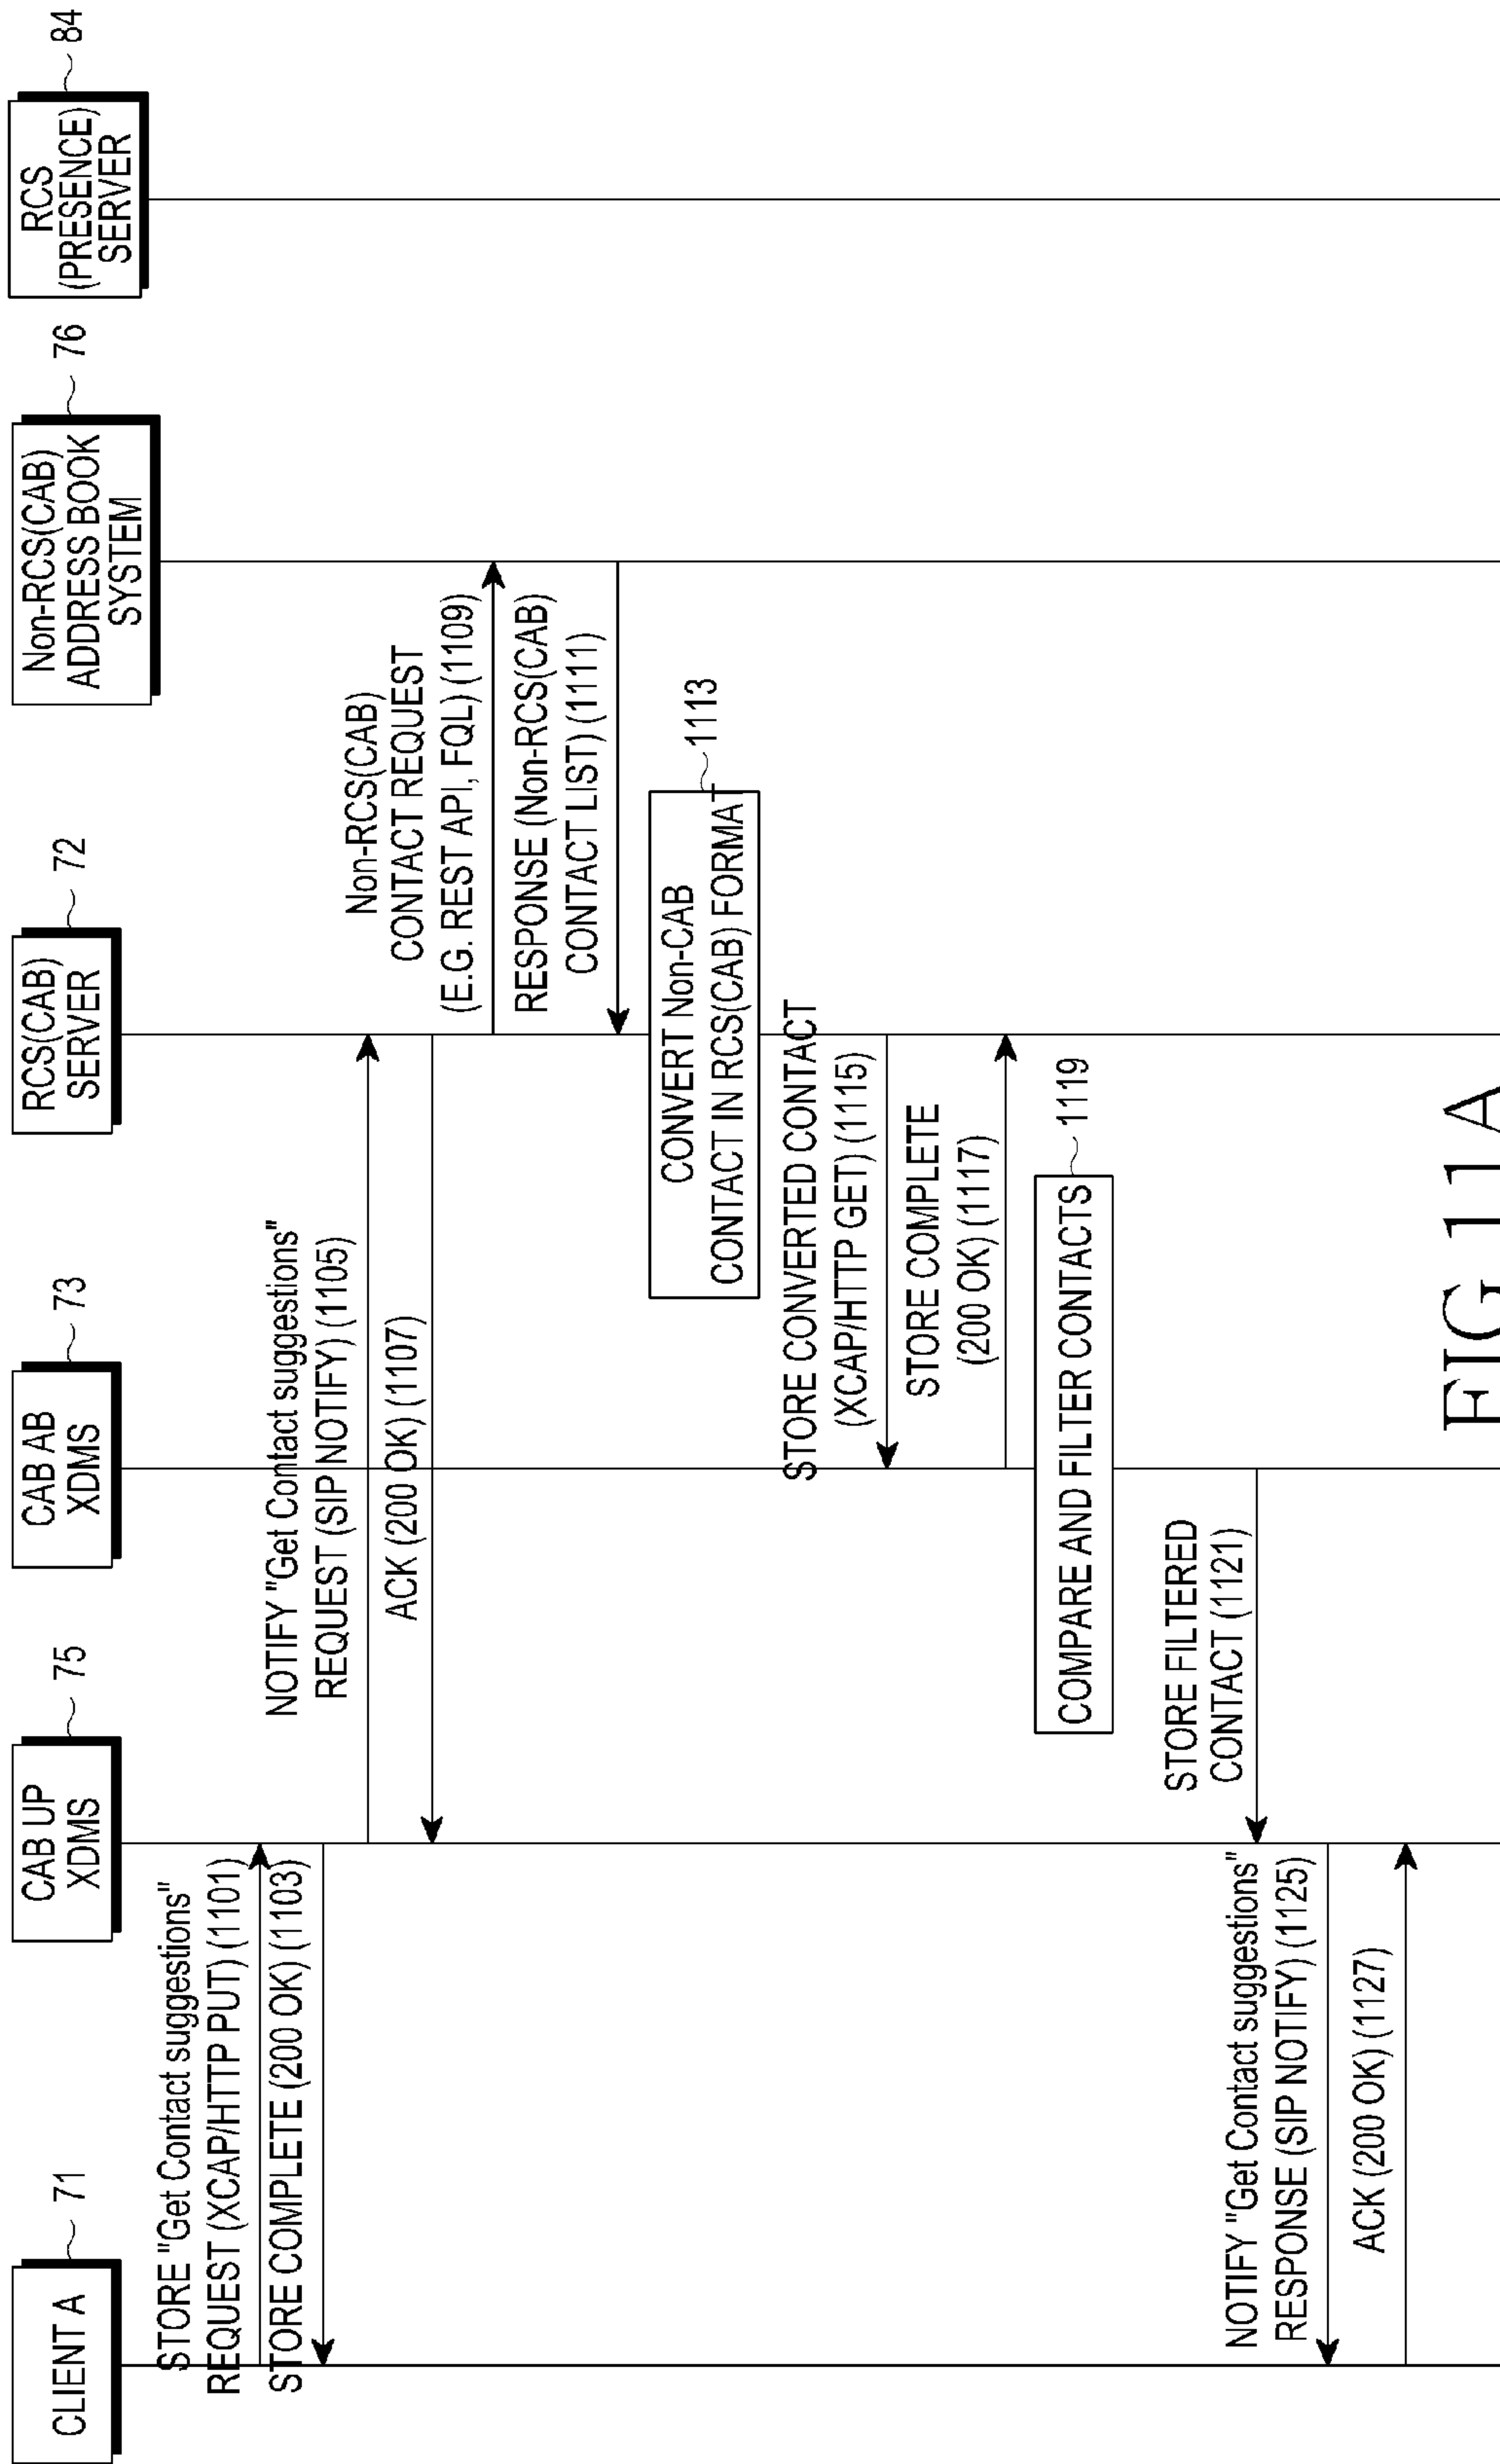 CLIENT A
71
CAB UP
XDMS
75
CAB AB
XDMS
73
RCS(CAB)
SERVER
72
Non-RCS(CAB)
ADDRESS BOOK
SYSTEM
76
RCS
(PRESENCE)
SERVER
84
STORE "Get Contact suggestions"
REQUEST (XCAP/HTTP PUT) (1101)
STORE COMPLETE (200 OK) (1103)
NOTIFY "Get Contact suggestions"
REQUEST (SIP NOTIFY) (1105)
ACK (200 OK) (1107)
Non-RCS(CAB)
CONTACT REQUEST
(E.G. REST API, FQL) (1109)
RESPONSE (Non-RCS(CAB)
CONTACT LIST) (1111)
CONVERT Non-CAB
CONTACT IN RCS(CAB) FORMAT
1113
STORE CONVERTED CONTACT
(XCAP/HTTP GET) (1115)
STORE COMPLETE
(200 OK) (1117)
COMPARE AND FILTER CONTACTS
1119
STORE FILTERED
CONTACT (1121)
NOTIFY "Get Contact suggestions"
RESPONSE (SIP NOTIFY) (1125)
ACK (200 OK) (1127)
FIG.11A